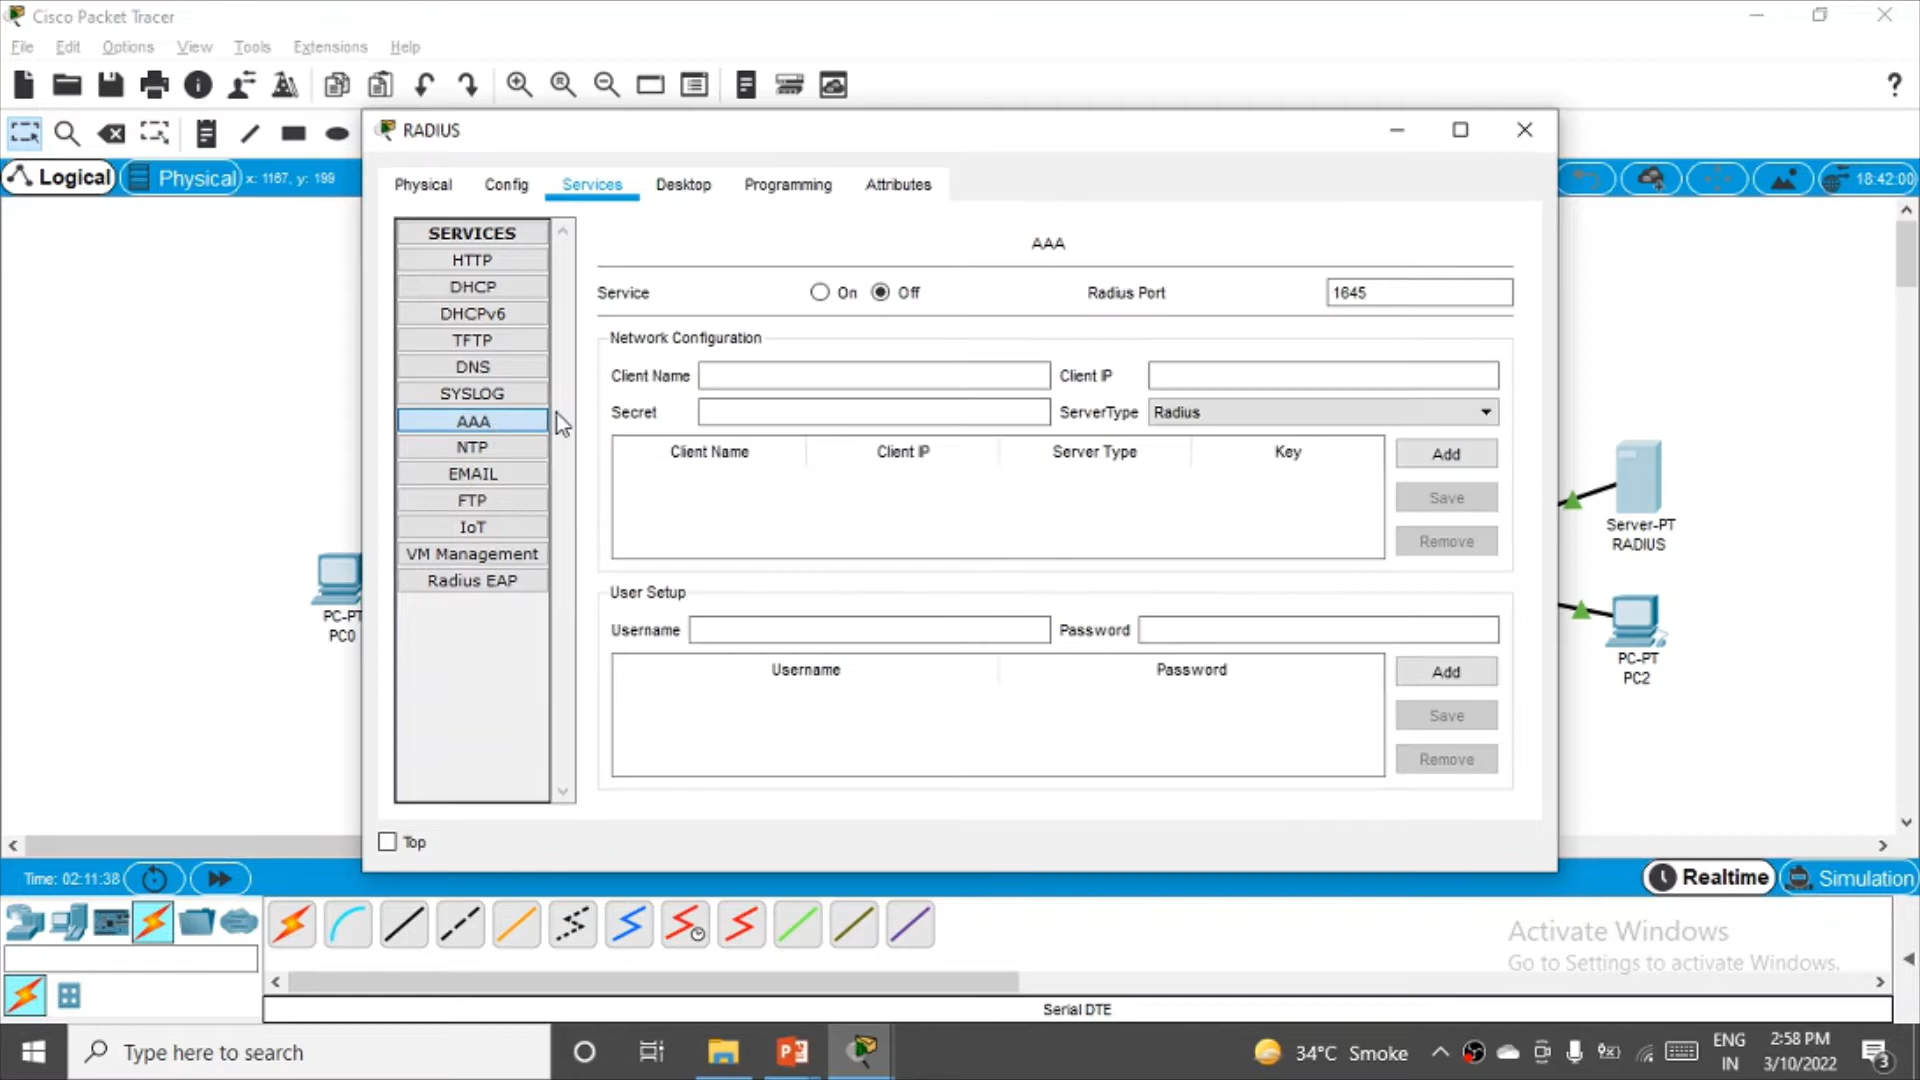 Cisco Packet Tracer
File Edit Options View Tools Extensions Help
?
RADIUS
Logical Physical x: 1167, y: 199
18:42:00
Physical Config Services Desktop Programming Attributes
SERVICES
HTTP
DHCP
DHCPv6
TFTP
DNS
SYSLOG
AAA
NTP
EMAIL
FTP
IoT
VM Management
Radius EAP
AAA
Service On Off Radius Port 1645
Network Configuration
Client Name Client IP
Secret ServerType Radius
Client Name Client IP Server Type Key
Add
Save
Remove
User Setup
Username Password
Username Password
Add
Save
Remove
Top
PC-PT
PC0
Server-PT
RADIUS
PC-PT
PC2
Time: 02:11:38
Realtime Simulation
Activate Windows
Go to Settings to activate Windows.
Serial DTE
Type here to search
34°C Smoke
ENG
IN
2:58 PM
3/10/2022
3